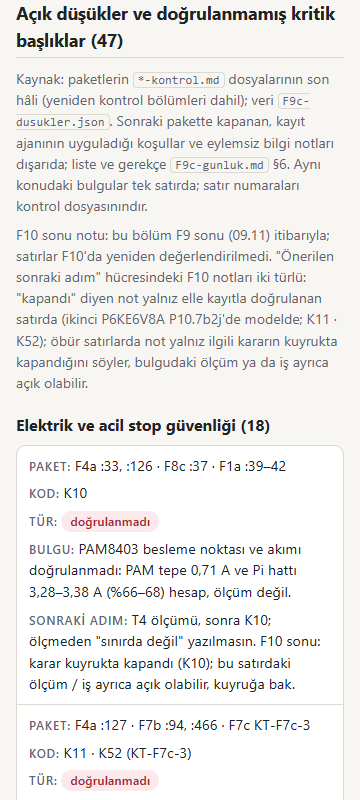 Açık düşükler ve doğrulanmamış kritik
başlıklar (47)
Kaynak: paketlerin *-kontrol.md dosyalarının son
hâli (yeniden kontrol bölümleri dahil); veri F9c-
dusukler.json. Sonraki pakette kapanan, kayıt
ajanının uyguladığı koşullar ve eylemsiz bilgi notları
dışarıda; liste ve gerekçe F9c-gunluk.md §6. Aynı
konudaki bulgular tek satırda; satır numaraları
kontrol dosyasınındır.
F10 sonu notu: bu bölüm F9 sonu (09.11) itibarıyla;
satırlar F10'da yeniden değerlendirilmedi. "Önerilen
sonraki adım" hücresindeki F10 notları iki türlü:
"kapandı" diyen not yalnız elle kayıtla doğrulanan
satırda (ikinci P6KE6V8A P10.7b2j'de modelde; K11 ·
K52); öbür satırlarda not yalnız ilgili kararın kuyrukta
kapandığını söyler, bulgudaki ölçüm ya da iş ayrıca
açık olabilir.
Elektrik ve acil stop güvenliği (18)
PAKET: F4a :33, :126 · F8c :37 · F1a :39–42
KOD: K10
TÜR: doğrulanmadı
BULGU: PAM8403 besleme noktası ve akımı
doğrulanmadı: PAM tepe 0,71 A ve Pi hattı
3,28–3,38 A (%66–68) hesap, ölçüm değil.
SONRAKİ ADIM: T4 ölçümü, sonra K10;
ölçmeden "sınırda değil" yazılmasın. F10 sonu:
karar kuyrukta kapandı (K10); bu satırdaki
ölçüm / iş ayrıca açık olabilir, kuyruğa bak.
PAKET: F4a :127 · F7b :94, :466 · F7c KT-F7c-3
KOD: K11 · K52 (KT-F7c-3)
TÜR: doğrulanmadı